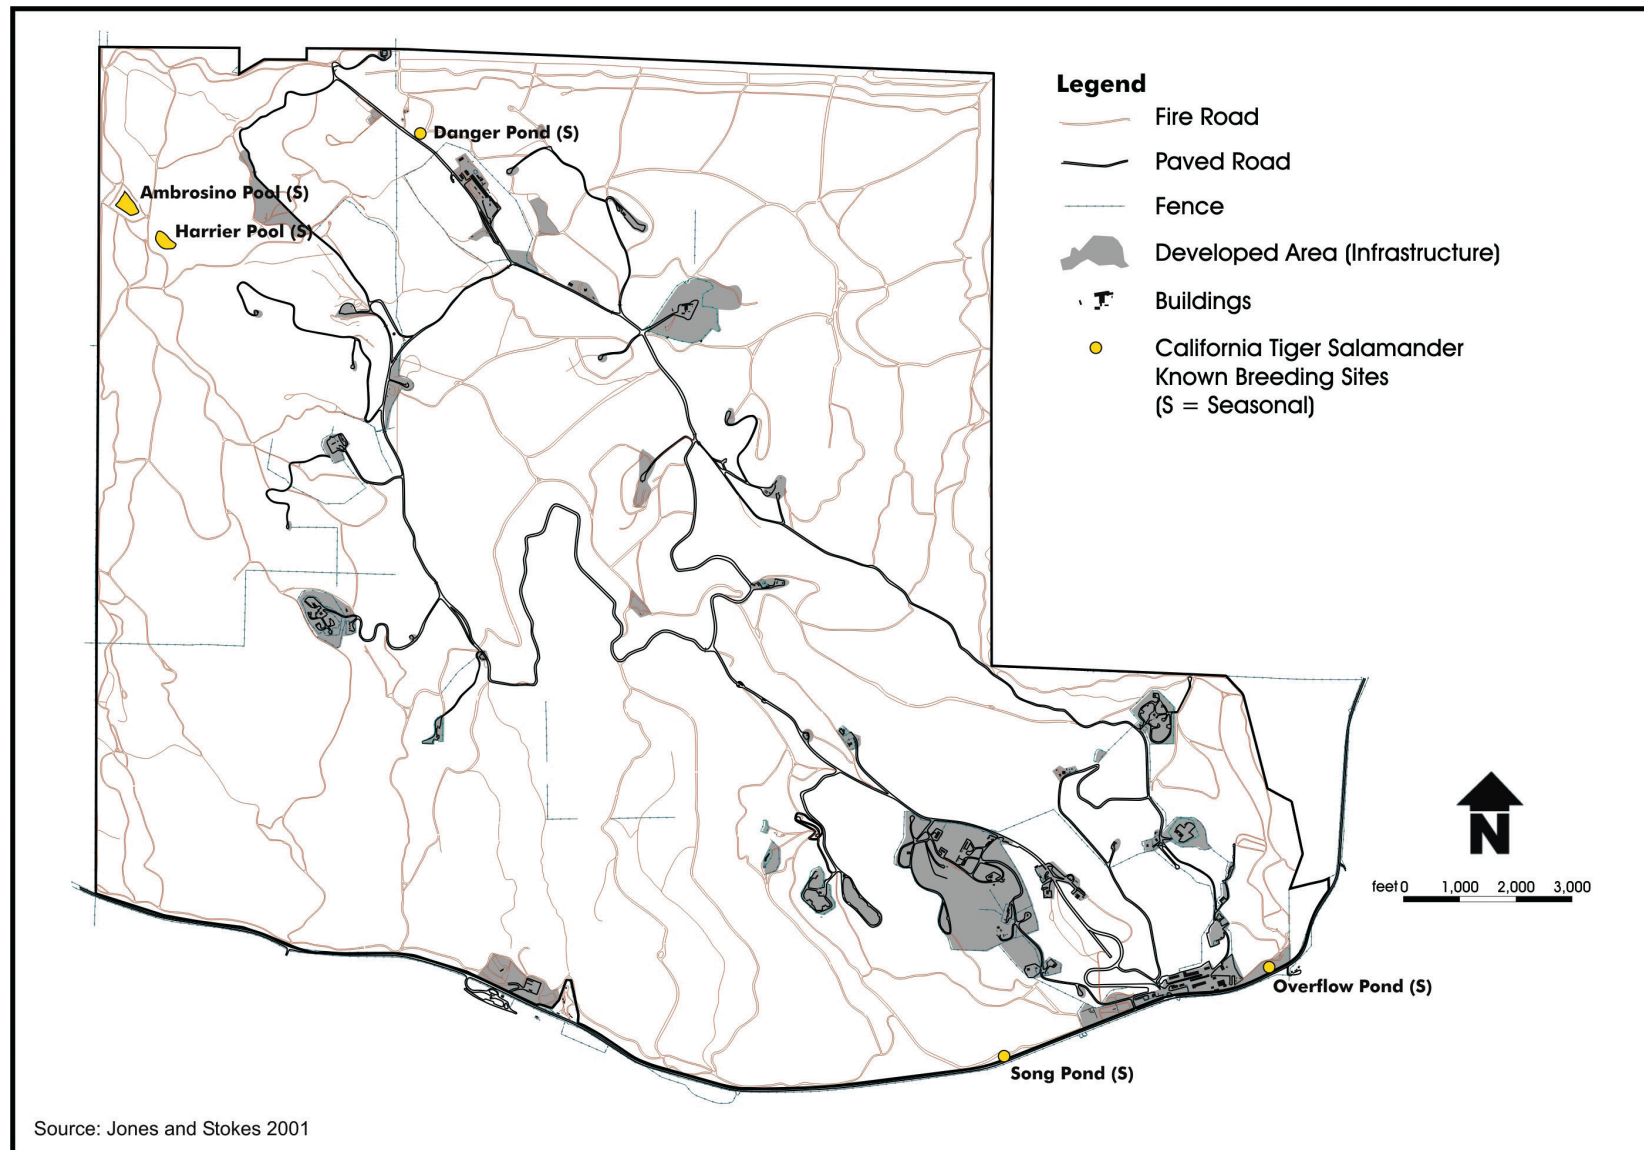 Legend
Fire Road
Paved Road
Fence
Developed Area (Infrastructure)
Buildings
California Tiger Salamander
Known Breeding Sites
(S = Seasonal)
Danger Pond (S)
Ambrosino Pool (S)
Harrier Pool (S)
N
feet 0 1,000 2,000 3,000
Overflow Pond (S)
Song Pond (S)
Source: Jones and Stokes 2001